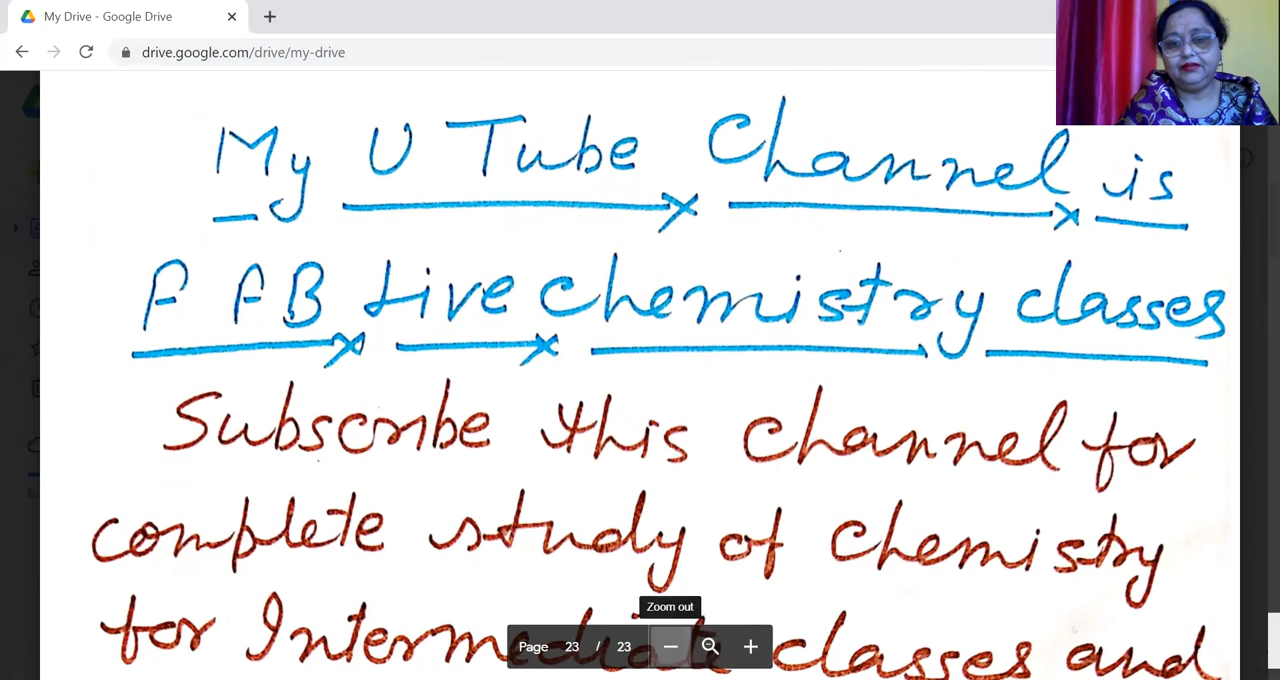 My Drive - Google Drive
drive.google.com/drive/my-drive
My U Tube Channel is
F F B Live chemistry classes
Subscribe this channel for
complete study of chemistry
Zoom out
for Intermediate classes and
Page 23 / 23